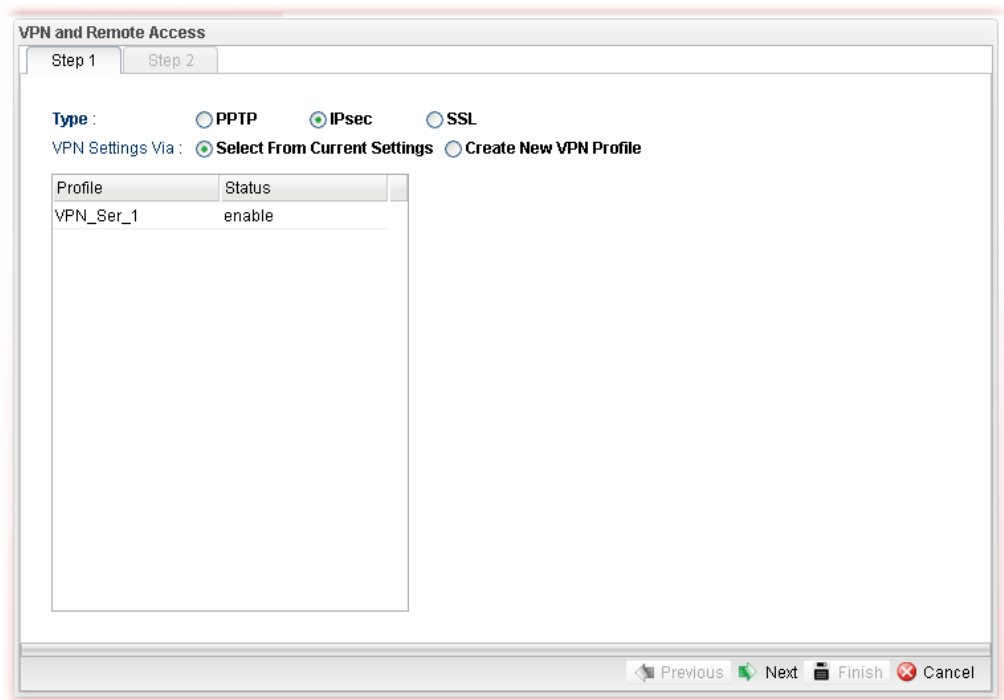 VPN and Remote Access
Step 1 Step 2
Type : PPTP IPsec SSL
VPN Settings Via : Select From Current Settings Create New VPN Profile
Profile Status
VPN_Ser_1 enable
Previous Next Finish Cancel